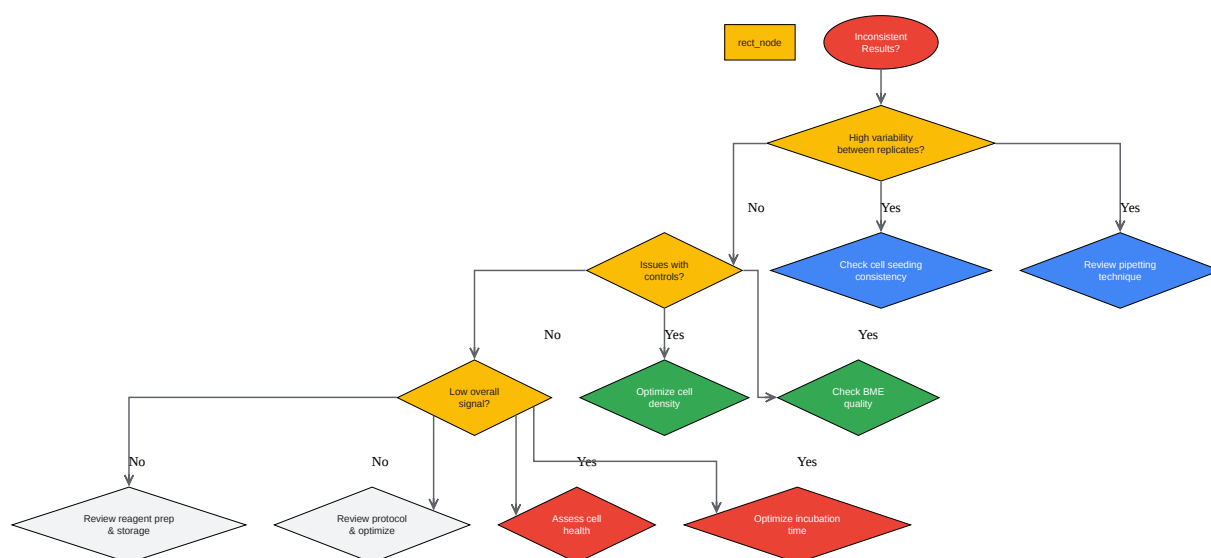 rect_node
Inconsistent
Results?
High variability
between replicates?
No
Yes
Yes
Issues with
controls?
Check cell seeding
consistency
Review pipetting
technique
No
Yes
Yes
Low overall
signal?
Optimize cell
density
Check BME
quality
No
No
Yes
Yes
Review reagent prep
& storage
Review protocol
& optimize
Assess cell
health
Optimize incubation
time